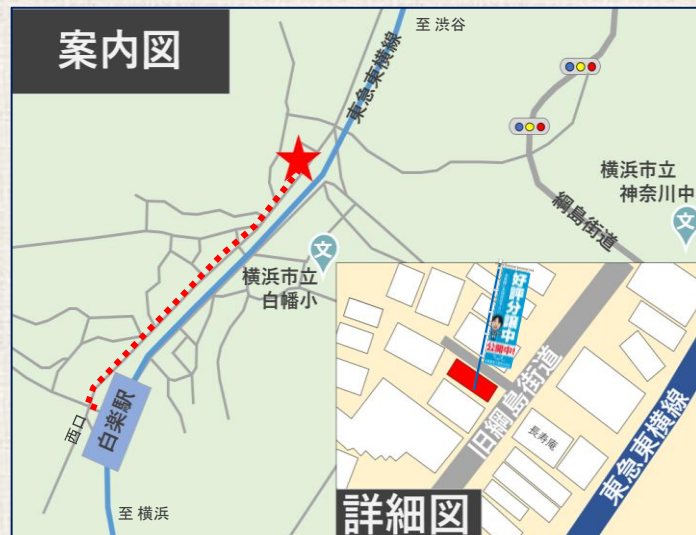 案内図
至 渋谷
東急東横線
横浜市立
神奈川中
文
綱島街道
文
横浜市立
白幡小
西口
白楽駅
至 横浜
好評分譲中
公開中!!
旧綱島街道
長寿庵
東急東横線
詳細図